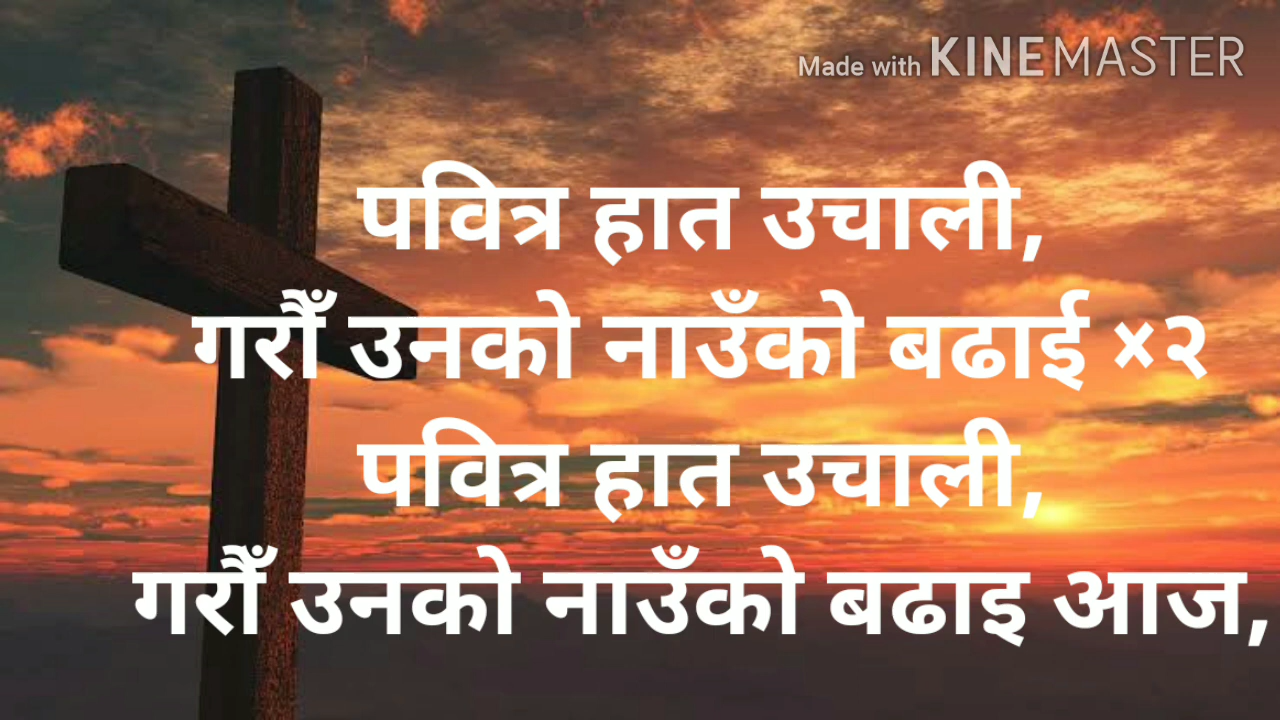 Made with KINEMASTER
पवित्र हात उचाली,
गरौँ उनको नाउँको बढाई ×२
पवित्र हात उचाली,
गरौँ उनको नाउँको बढाइ आज,